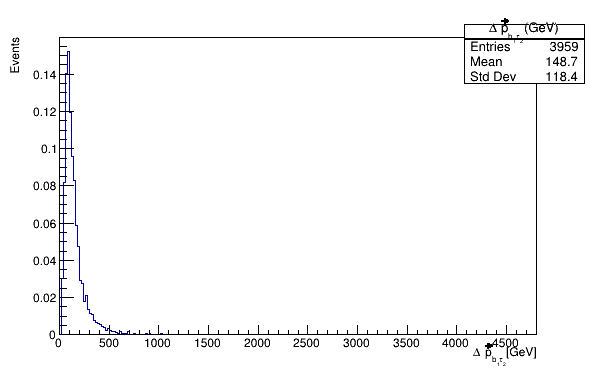 Δ p⃗ b₁τ₂ (GeV)
Entries 3959
Mean 148.7
Std Dev 118.4
Events
0.14
0.12
0.1
0.08
0.06
0.04
0.02
0
0 500 1000 1500 2000 2500 3000 3500 4000 4500
Δ p⃗ b₁τ₂ [GeV]